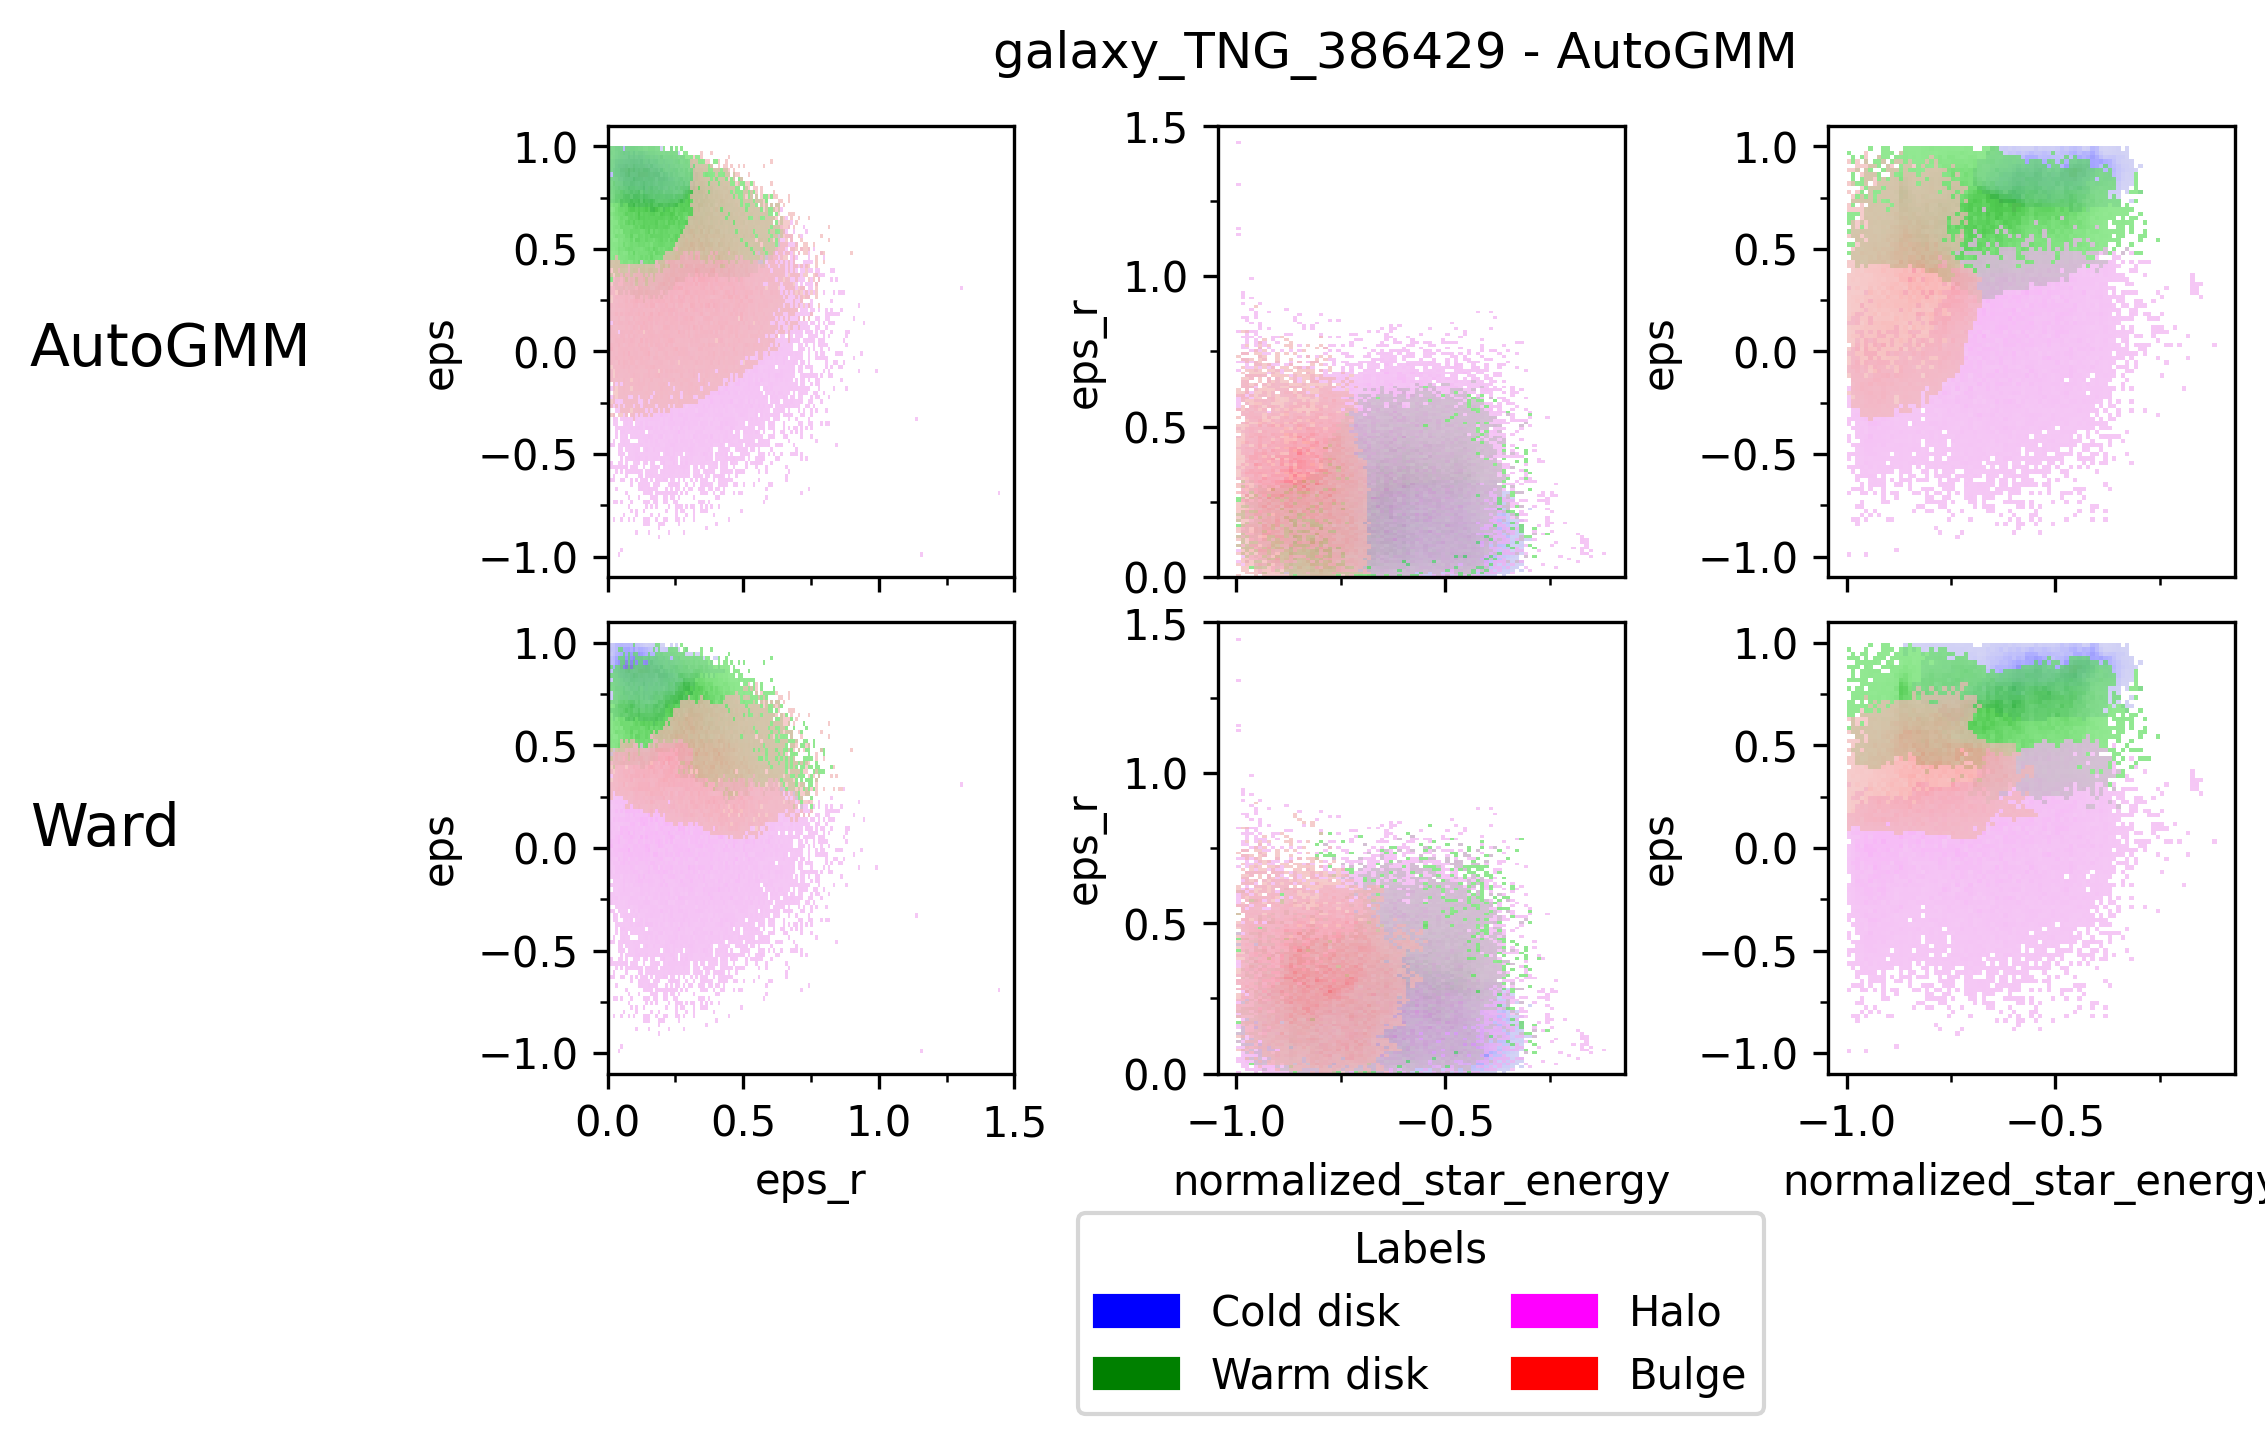 galaxy_TNG_386429 - AutoGMM
AutoGMM
1.0
0.5
0.0
−0.5
−1.0
eps
1.5
1.0
0.5
0.0
eps_r
1.0
0.5
0.0
−0.5
−1.0
eps
Ward
1.0
0.5
0.0
−0.5
−1.0
eps
0.0 0.5 1.0 1.5
eps_r
1.5
1.0
0.5
0.0
eps_r
−1.0 −0.5
normalized_star_energy
1.0
0.5
0.0
−0.5
−1.0
eps
−1.0 −0.5
normalized_star_energy
Labels
Cold disk
Warm disk
Halo
Bulge